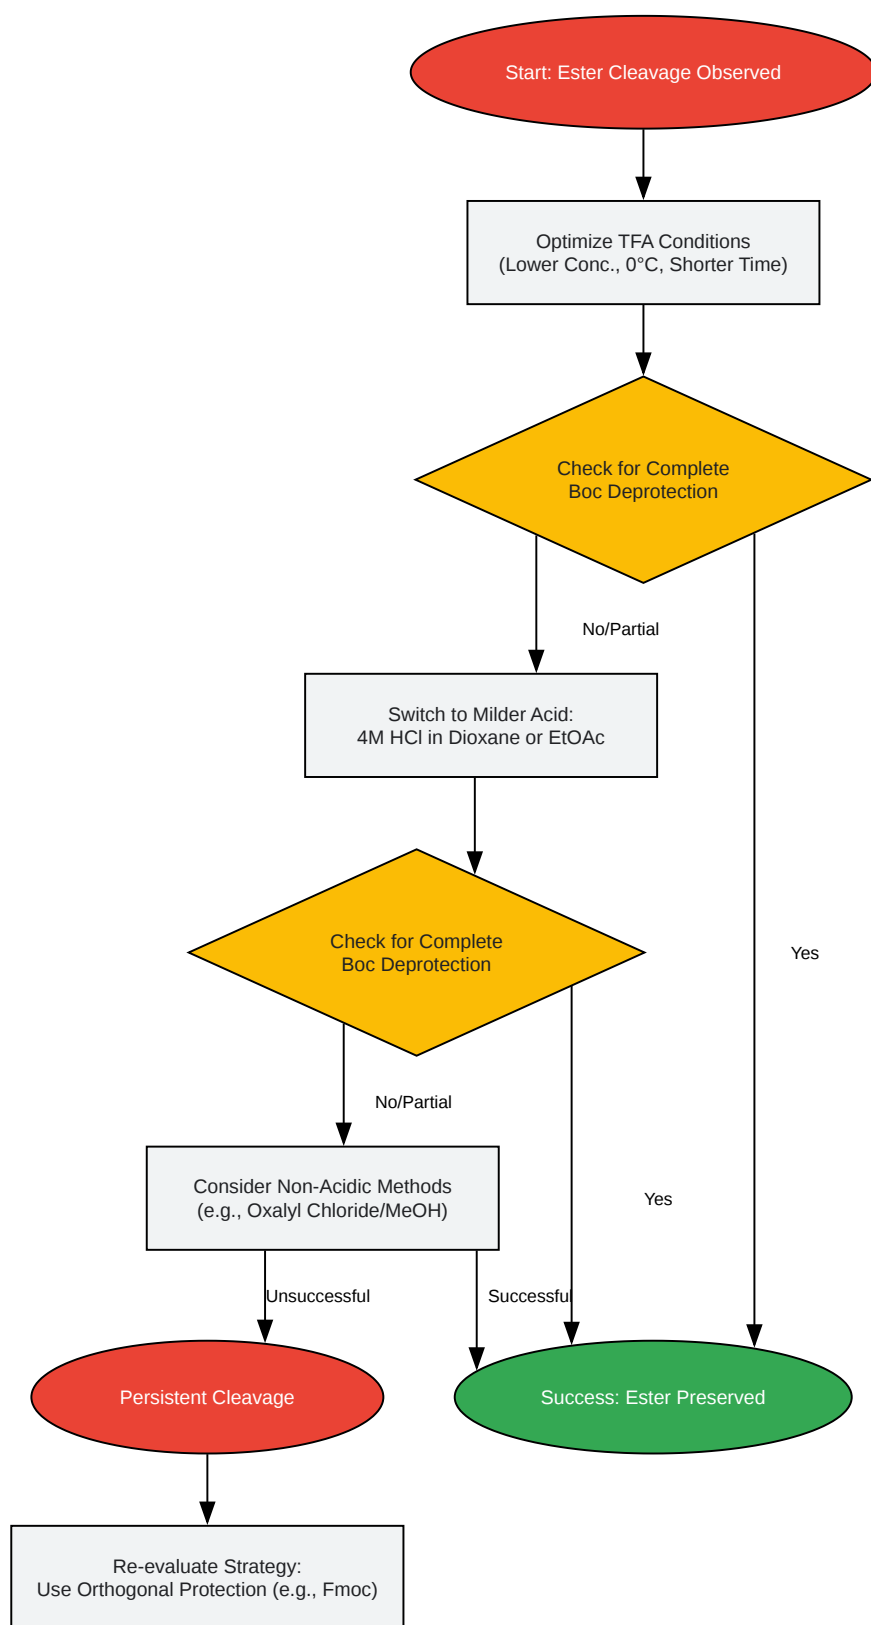 Start: Ester Cleavage Observed
Optimize TFA Conditions
(Lower Conc., 0°C, Shorter Time)
Check for Complete
Boc Deprotection
No/Partial
Switch to Milder Acid:
4M HCl in Dioxane or EtOAc
Check for Complete
Boc Deprotection
Yes
No/Partial
Consider Non-Acidic Methods
(e.g., Oxalyl Chloride/MeOH)
Yes
Unsuccessful
Successful
Persistent Cleavage
Success: Ester Preserved
Re-evaluate Strategy:
Use Orthogonal Protection (e.g., Fmoc)